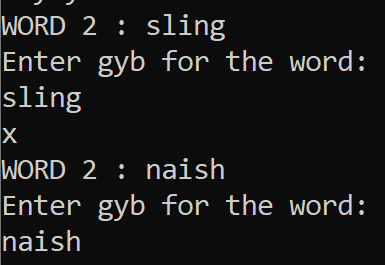 WORD 2 : sling
Enter gyb for the word:
sling
x
WORD 2 : naish
Enter gyb for the word:
naish